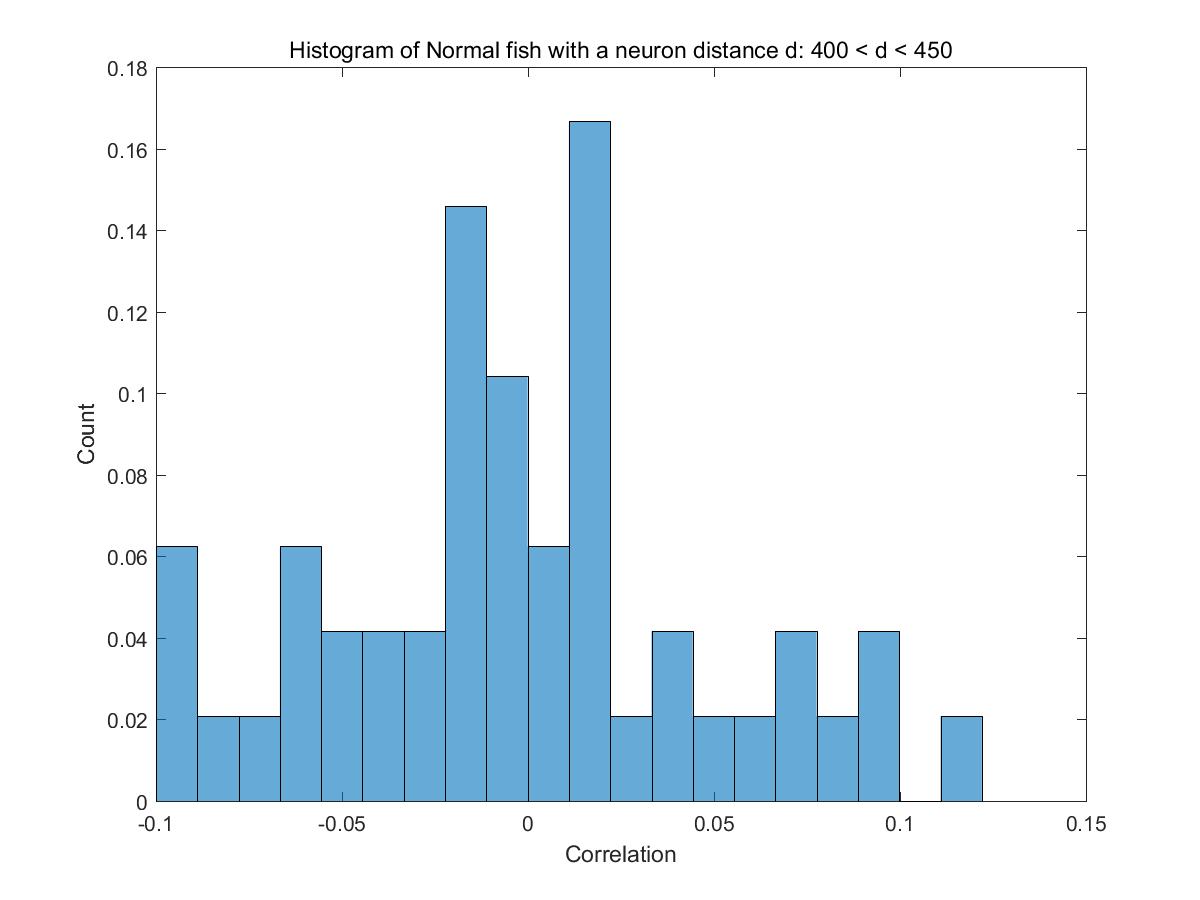 Histogram of Normal fish with a neuron distance d: 400 < d < 450
0.18
0.16
0.14
0.12
0.1
0.08
0.06
0.04
0.02
0
Count
-0.1 -0.05 0 0.05 0.1 0.15
Correlation